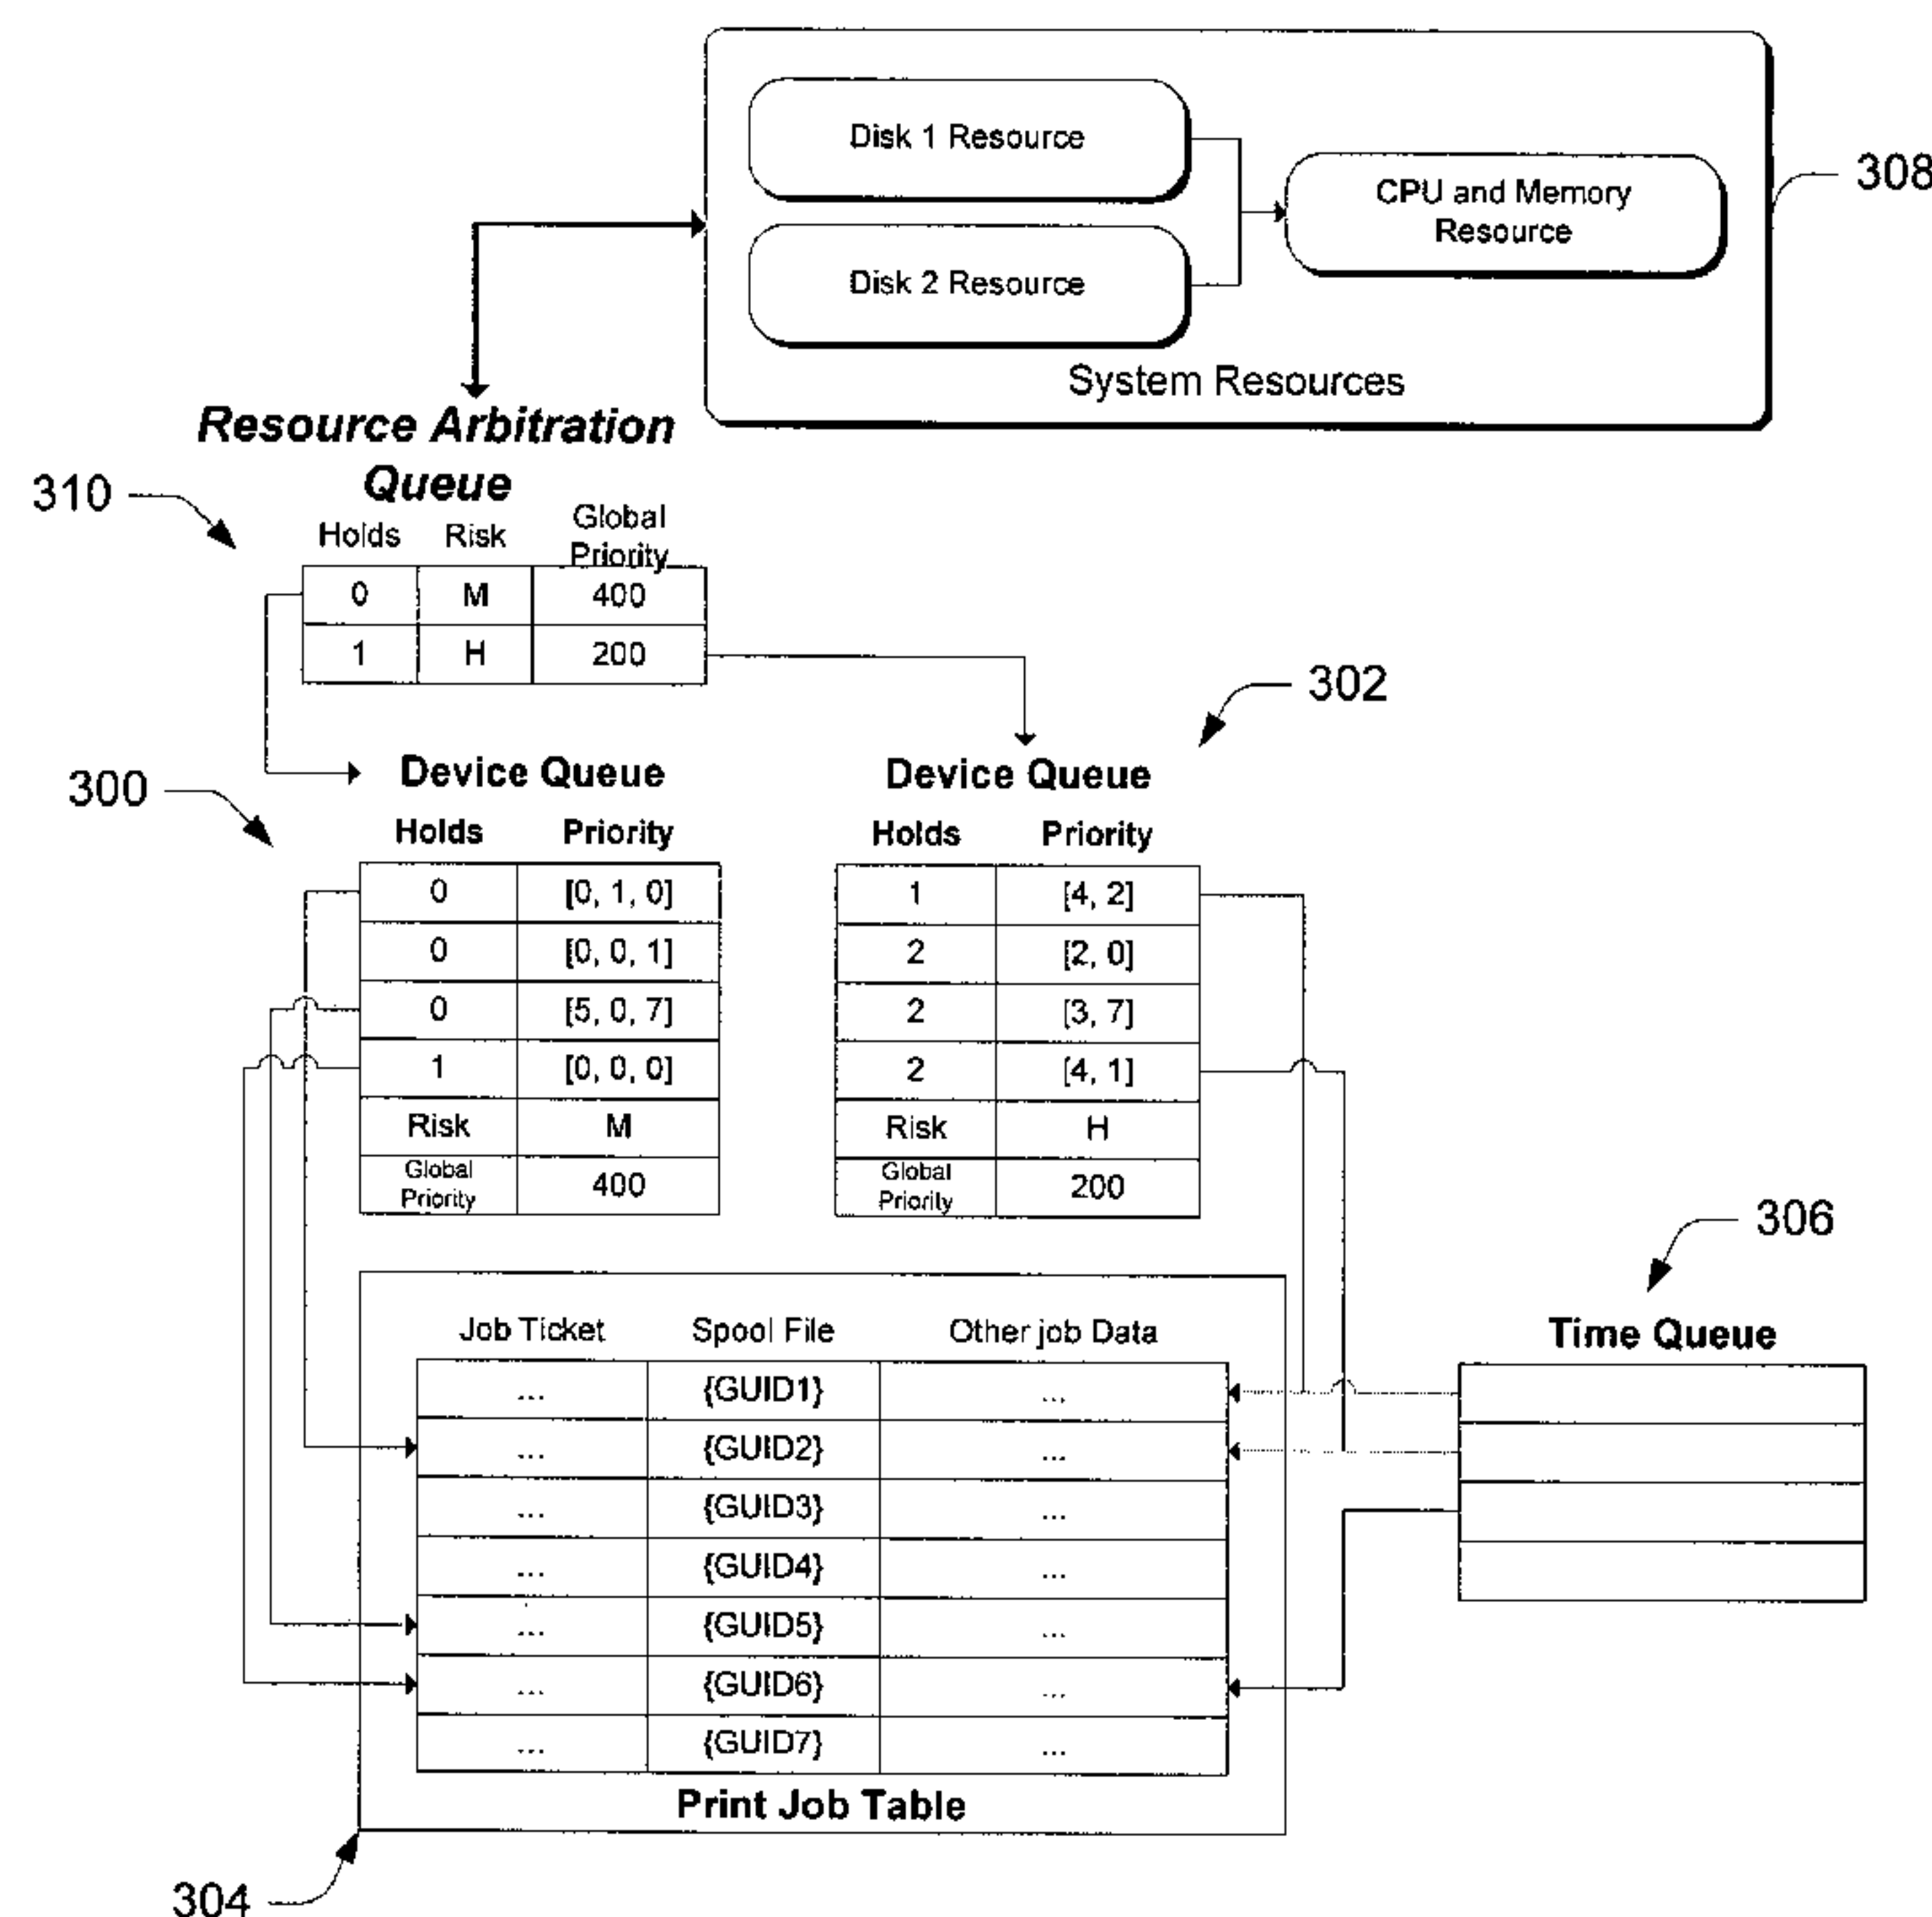 Disk 1 Resource
Disk 2 Resource
CPU and Memory
Resource
System Resources
308
Resource Arbitration
Queue
310
Holds Risk Global
Priority
0 M 400
1 H 200
302
300
Device Queue
Holds Priority
0 [0, 1, 0]
0 [0, 0, 1]
0 [5, 0, 7]
1 [0, 0, 0]
Risk M
Global
Priority 400
Device Queue
Holds Priority
1 [4, 2]
2 [2, 0]
2 [3, 7]
2 [4, 1]
Risk H
Global
Priority 200
306
Time Queue
Job Ticket Spool File Other job Data
... {GUID1} ...
... {GUID2} ...
... {GUID3} ...
... {GUID4} ...
... {GUID5} ...
... {GUID6} ...
... {GUID7} ...
Print Job Table
304